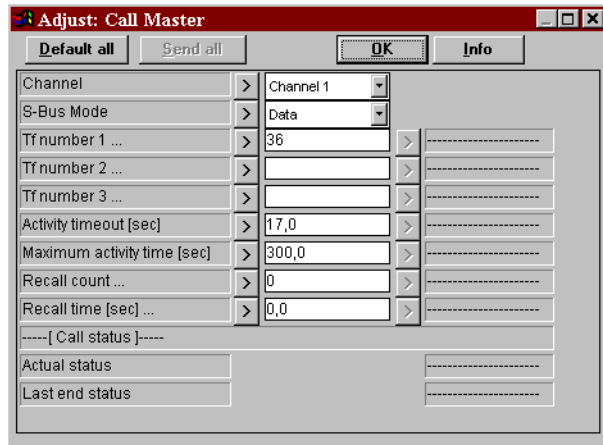 Adjust: Call Master
Default all Send all OK Info
Channel > Channel 1
S-Bus Mode > Data
Tf number 1 ... > 36 > ----------------------
Tf number 2 ... > > ----------------------
Tf number 3 ... > > ----------------------
Activity timeout [sec] > 17,0 > ----------------------
Maximum activity time [sec] > 300,0 > ----------------------
Recall count ... > 0 > ----------------------
Recall time [sec] ... > 0,0 > ----------------------
-----[ Call status ]-----
Actual status ----------------------
Last end status ----------------------